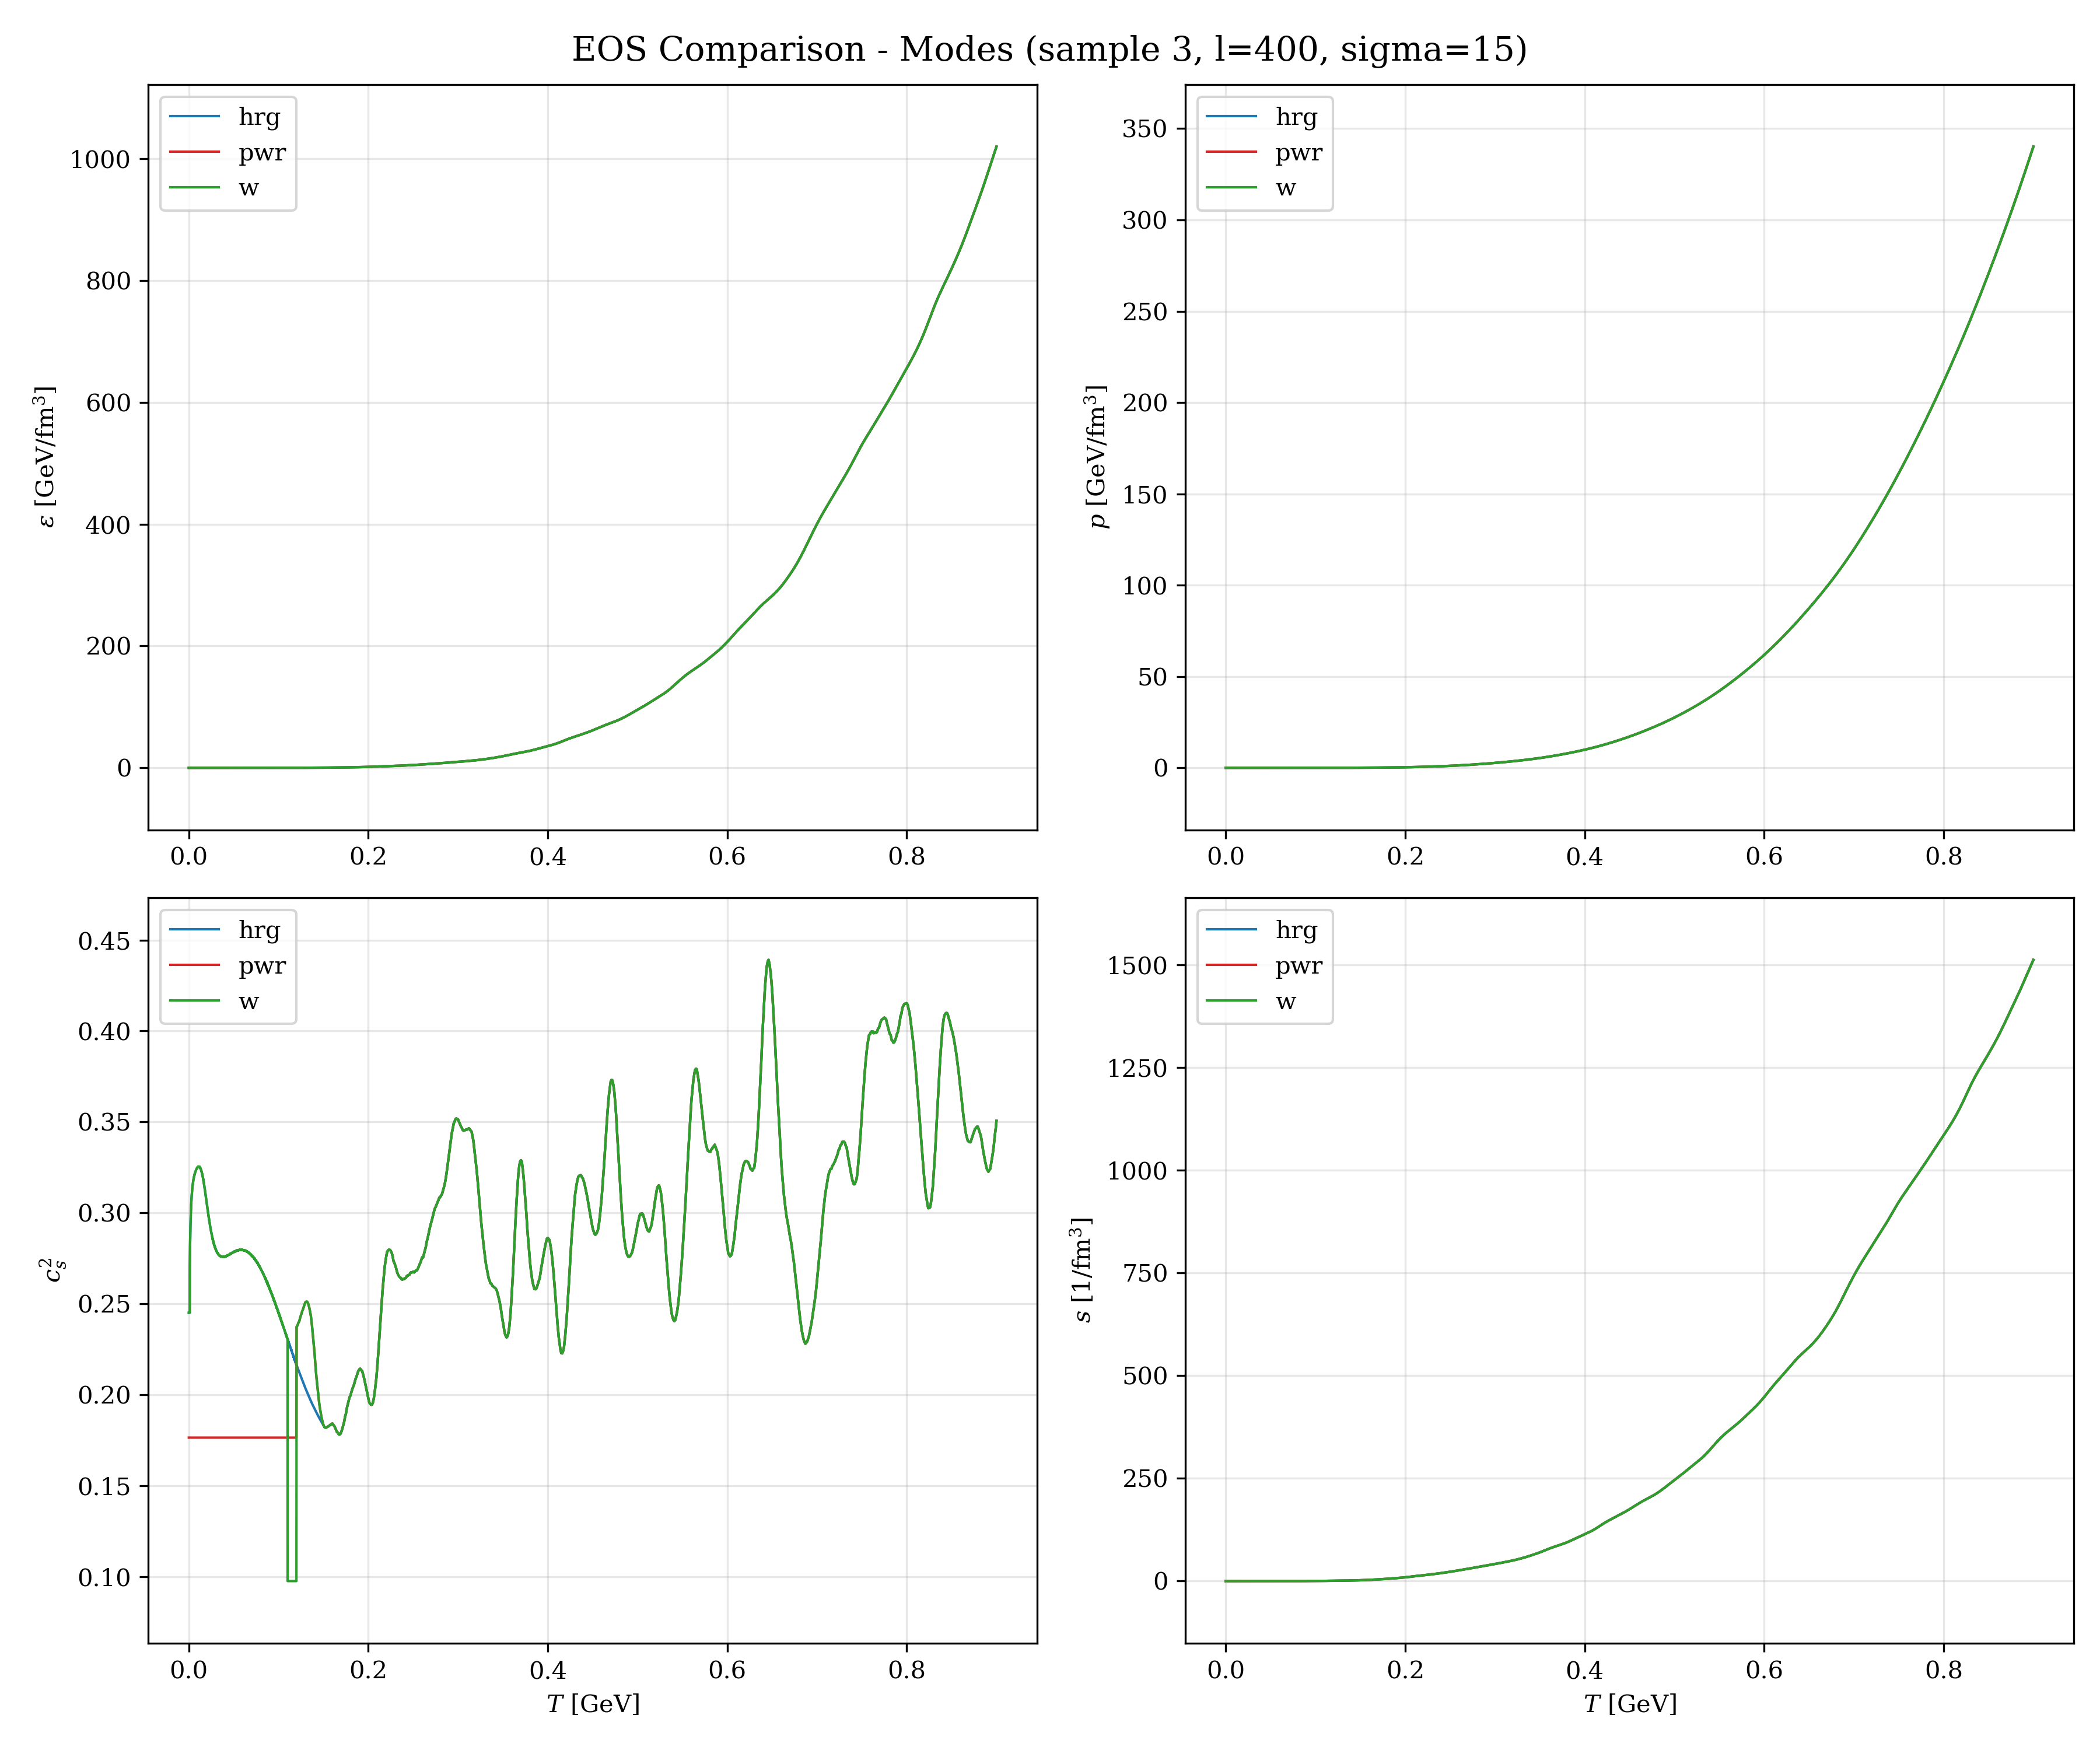 EOS Comparison - Modes (sample 3, l=400, sigma=15)
hrg
pwr
w
1000
800
600
400
200
0
ε [GeV/fm³]
0.0 0.2 0.4 0.6 0.8
hrg
pwr
w
350
300
250
200
150
100
50
0
p [GeV/fm³]
0.0 0.2 0.4 0.6 0.8
hrg
pwr
w
0.45
0.40
0.35
0.30
0.25
0.20
0.15
0.10
c_s^2
0.0 0.2 0.4 0.6 0.8
T [GeV]
hrg
pwr
w
1500
1250
1000
750
500
250
0
s [1/fm³]
0.0 0.2 0.4 0.6 0.8
T [GeV]